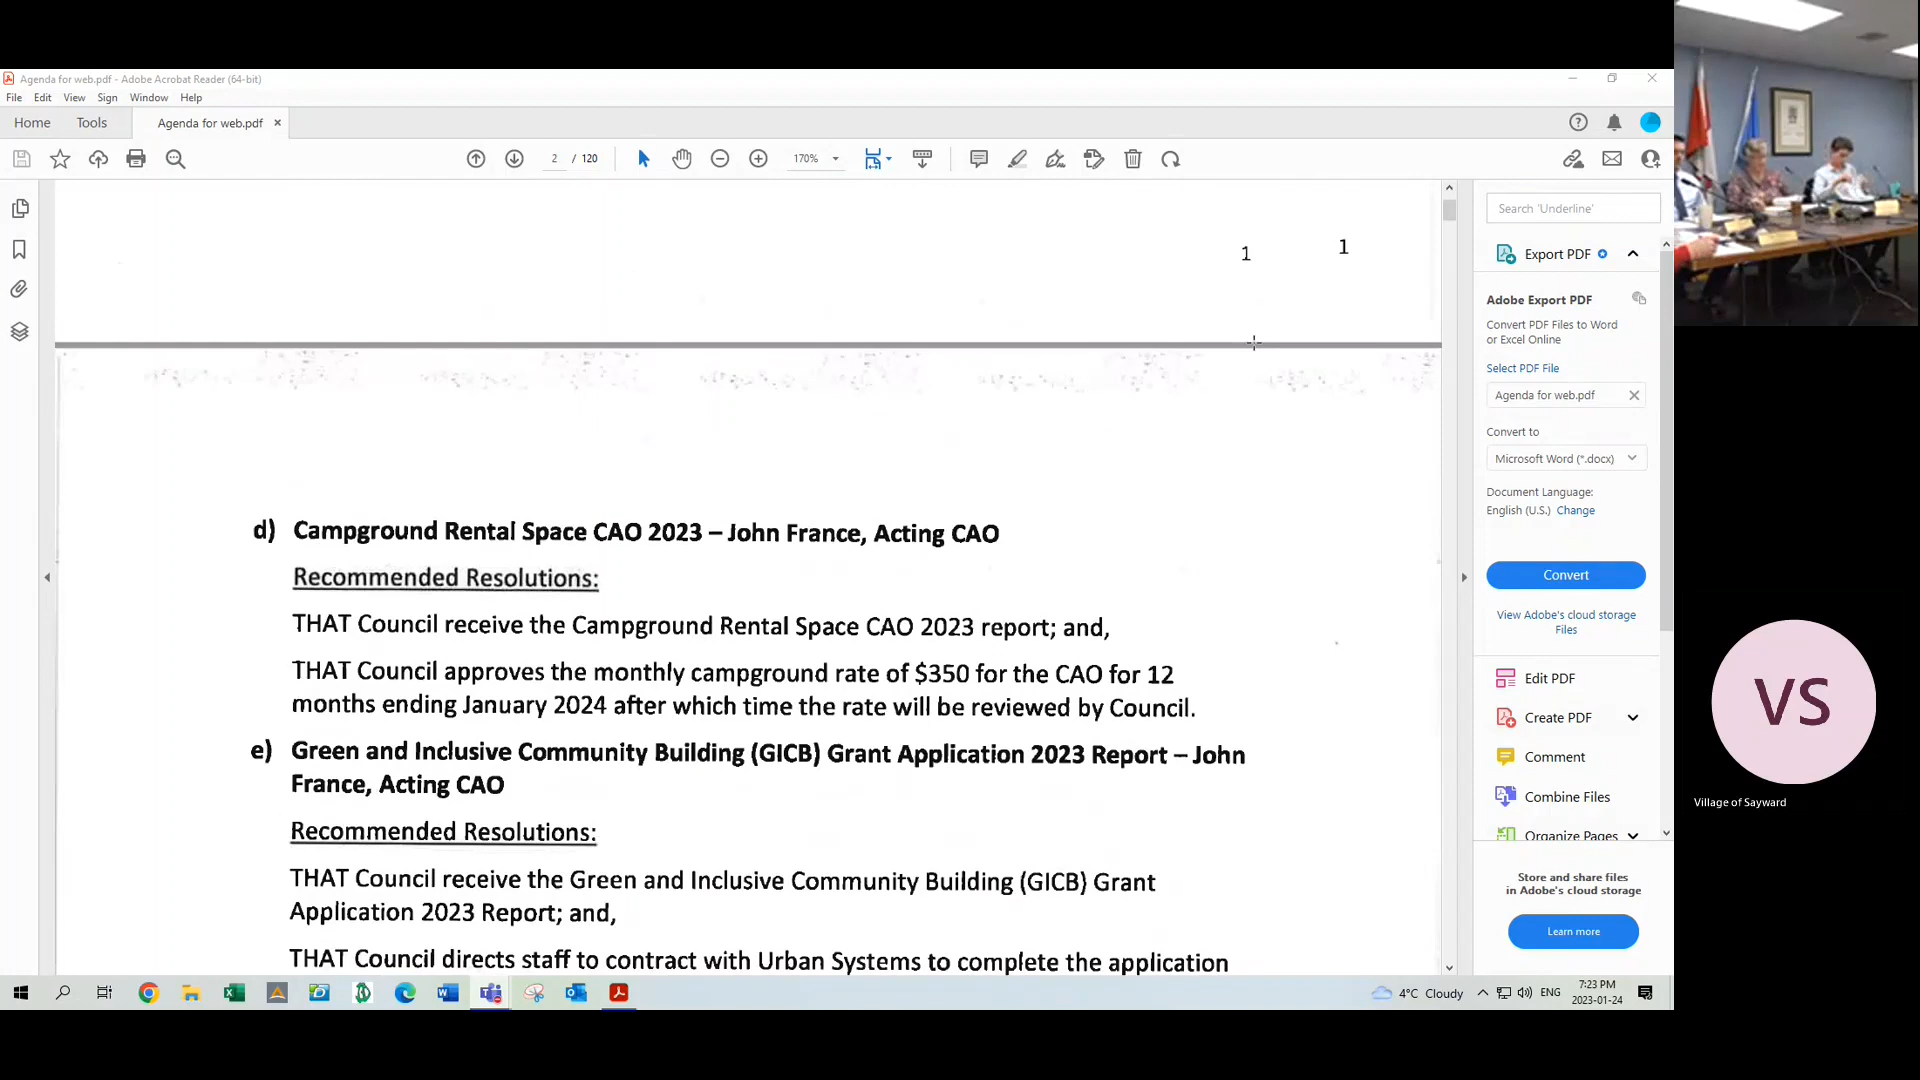 Agenda for web.pdf - Adobe Acrobat Reader (64-bit)
File Edit View Sign Window Help
Home Tools Agenda for web.pdf ×
2 / 120 170%
Search 'Underline'
1 1
Export PDF
Adobe Export PDF
Convert PDF Files to Word
or Excel Online
Select PDF File
Agenda for web.pdf
Convert to
Microsoft Word (*.docx)
Document Language:
English (U.S.) Change
Convert
View Adobe's cloud storage
Files
Edit PDF
Create PDF
Comment
Combine Files
Organize Pages
Store and share files
in Adobe's cloud storage
Learn more
d) Campground Rental Space CAO 2023 – John France, Acting CAO
Recommended Resolutions:
THAT Council receive the Campground Rental Space CAO 2023 report; and,
THAT Council approves the monthly campground rate of $350 for the CAO for 12
months ending January 2024 after which time the rate will be reviewed by Council.
e) Green and Inclusive Community Building (GICB) Grant Application 2023 Report – John
France, Acting CAO
Recommended Resolutions:
THAT Council receive the Green and Inclusive Community Building (GICB) Grant
Application 2023 Report; and,
THAT Council directs staff to contract with Urban Systems to complete the application
VS
Village of Sayward
4°C Cloudy ENG 7:23 PM
2023-01-24